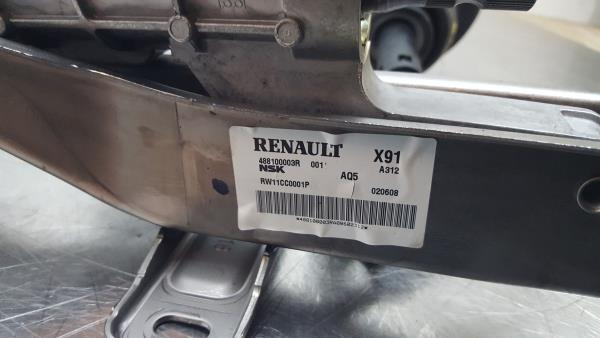 RENAULT X91
488100003R 001' A312
NSK
RW11CC0001P AQ5 020608